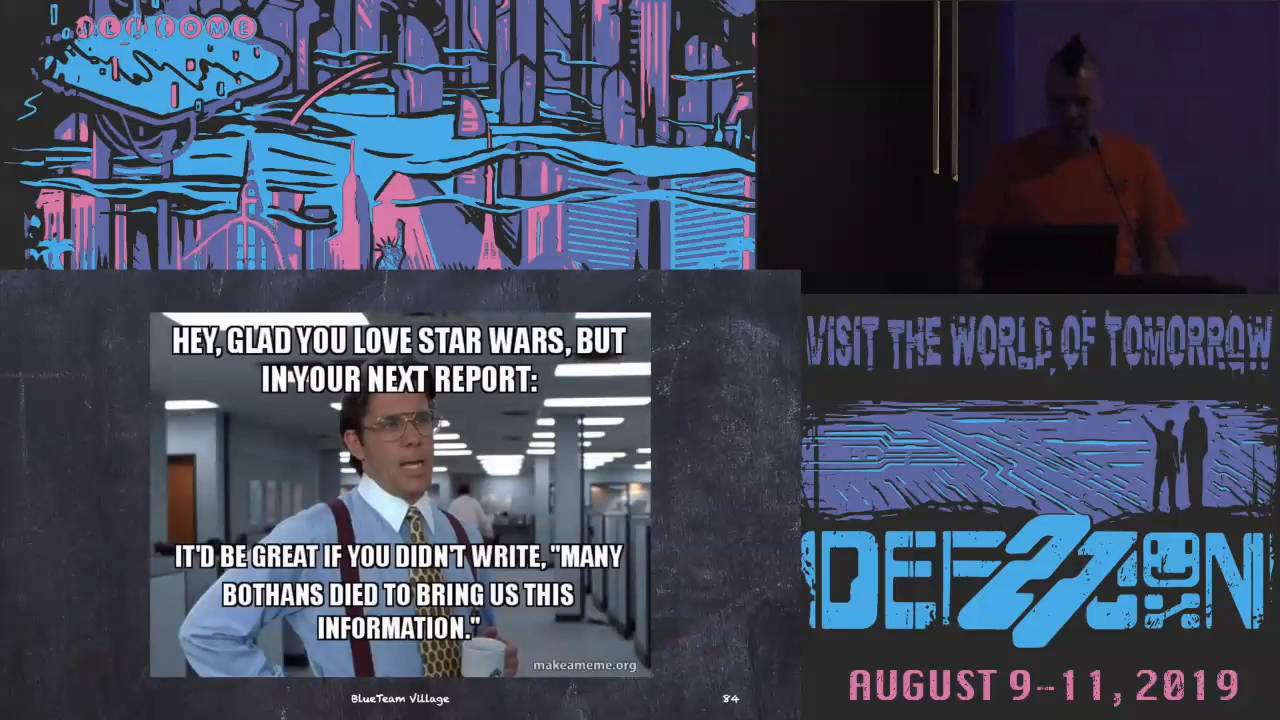 WELCOME
HEY, GLAD YOU LOVE STAR WARS, BUT
IN YOUR NEXT REPORT:
IT'D BE GREAT IF YOU DIDN'T WRITE, "MANY
BOTHANS DIED TO BRING US THIS
INFORMATION."
makeameme.org
BlueTeam Village
84
VISIT THE WORLD OF TOMORROW
DEF27CON
AUGUST 9-11, 2019